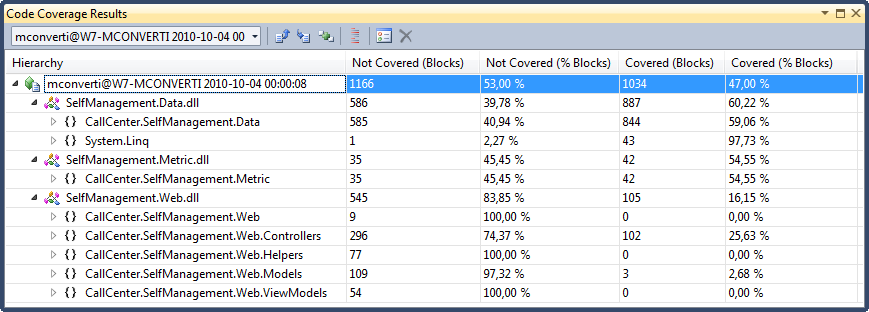 Code Coverage Results
mconverti@W7-MCONVERTI 2010-10-04 00
Hierarchy Not Covered (Blocks) Not Covered (% Blocks) Covered (Blocks) Covered (% Blocks)
mconverti@W7-MCONVERTI 2010-10-04 00:00:08 1166 53,00 % 1034 47,00 %
SelfManagement.Data.dll 586 39,78 % 887 60,22 %
{} CallCenter.SelfManagement.Data 585 40,94 % 844 59,06 %
{} System.Linq 1 2,27 % 43 97,73 %
SelfManagement.Metric.dll 35 45,45 % 42 54,55 %
{} CallCenter.SelfManagement.Metric 35 45,45 % 42 54,55 %
SelfManagement.Web.dll 545 83,85 % 105 16,15 %
{} CallCenter.SelfManagement.Web 9 100,00 % 0 0,00 %
{} CallCenter.SelfManagement.Web.Controllers 296 74,37 % 102 25,63 %
{} CallCenter.SelfManagement.Web.Helpers 77 100,00 % 0 0,00 %
{} CallCenter.SelfManagement.Web.Models 109 97,32 % 3 2,68 %
{} CallCenter.SelfManagement.Web.ViewModels 54 100,00 % 0 0,00 %